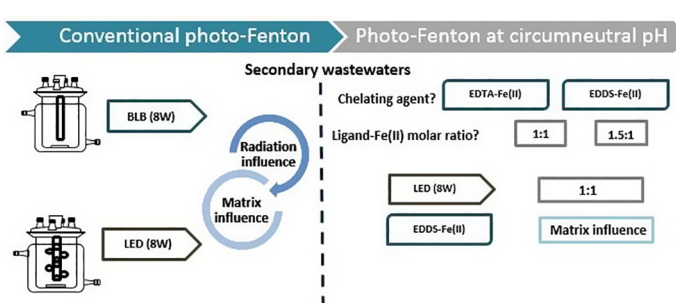 Conventional photo-Fenton
Photo-Fenton at circumneutral pH
Secondary wastewaters
BLB (8W)
Radiation
influence
Matrix
influence
LED (8W)
Chelating agent?
EDTA-Fe(II)
EDDS-Fe(II)
Ligand-Fe(II) molar ratio?
1:1
1.5:1
LED (8W)
1:1
EDDS-Fe(II)
Matrix influence